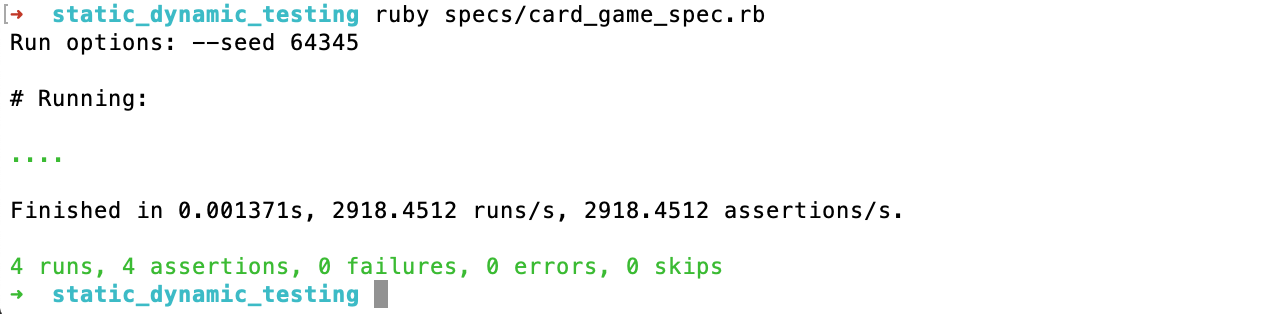 [➜  static_dynamic_testing ruby specs/card_game_spec.rb
Run options: --seed 64345
# Running:
....
Finished in 0.001371s, 2918.4512 runs/s, 2918.4512 assertions/s.
4 runs, 4 assertions, 0 failures, 0 errors, 0 skips
➜  static_dynamic_testing